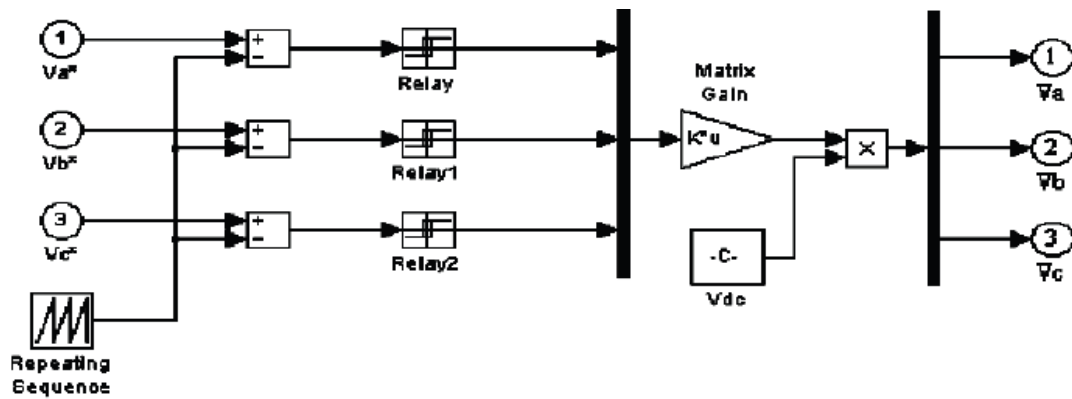 1
Va*
+
−
Relay
2
Vb*
+
−
Relay1
3
Vc*
+
−
Relay2
Repeating
Sequence
Matrix
Gain
K*u
-C-
Vdc
×
1
Va
2
Vb
3
Vc